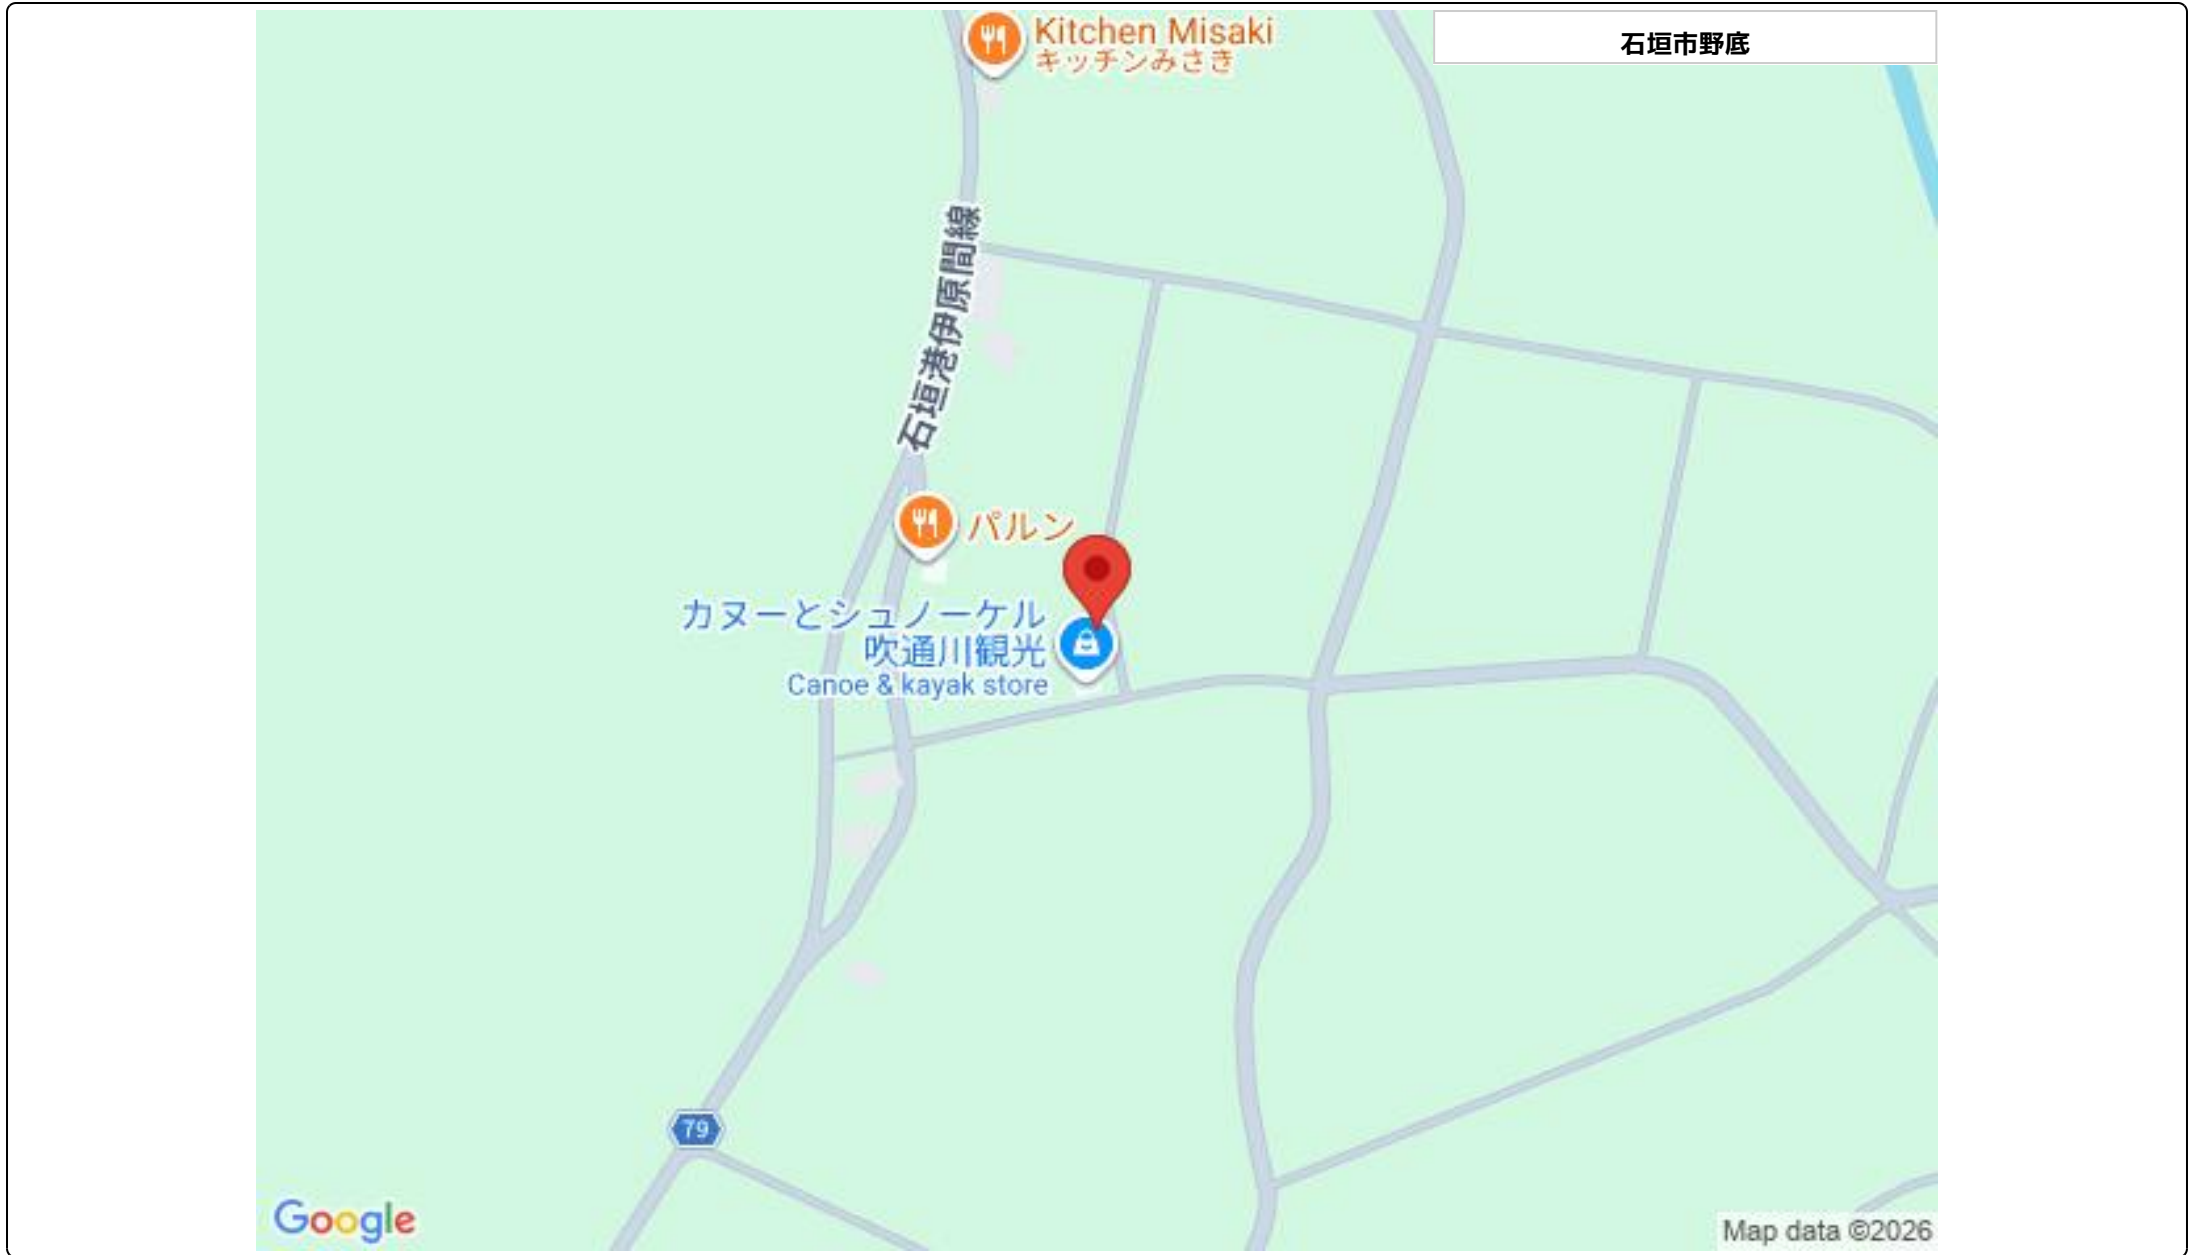 石垣市野底
Kitchen Misaki
キッチンみさき
石垣港伊原間線
パルン
カヌーとシュノーケル
吹通川観光
Canoe & kayak store
79
Google
Map data ©2026